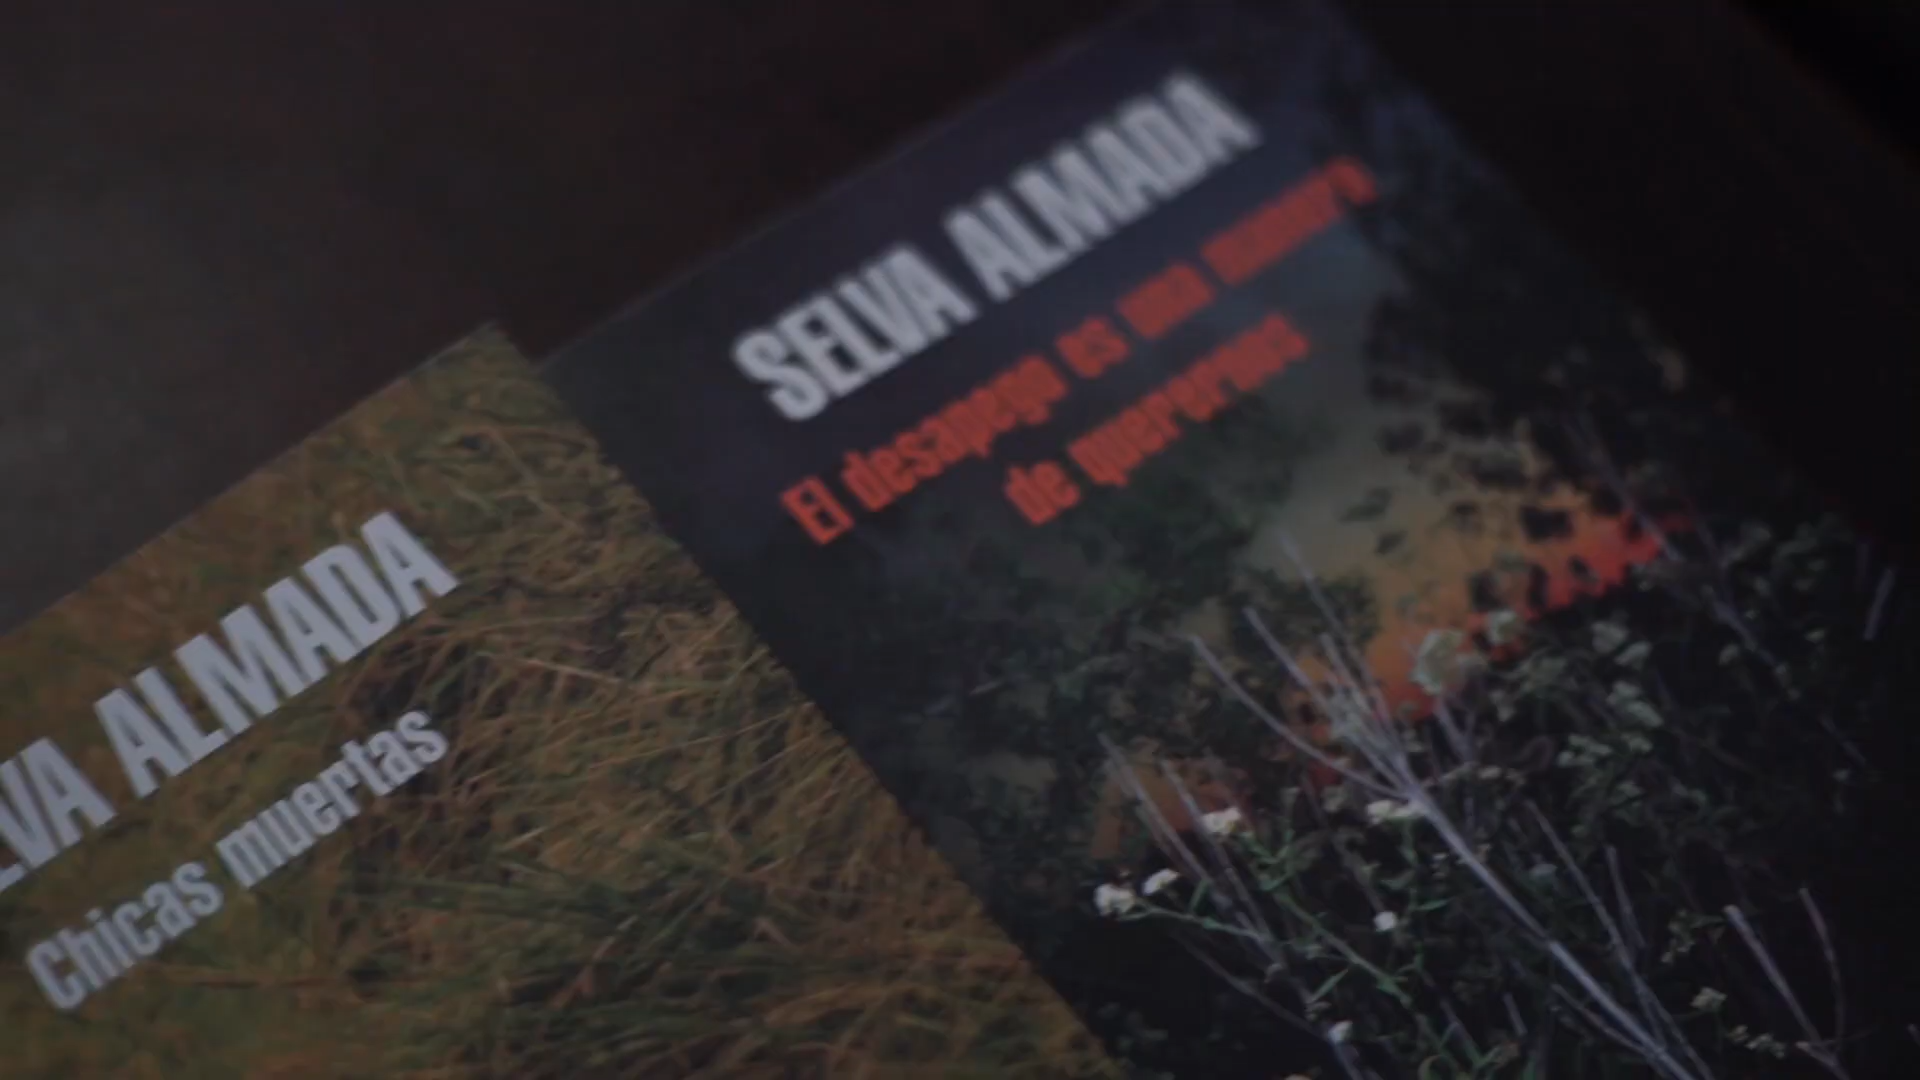 SELVA ALMADA
El desapego es una manera
de querernos
LVA ALMADA
Chicas muertas